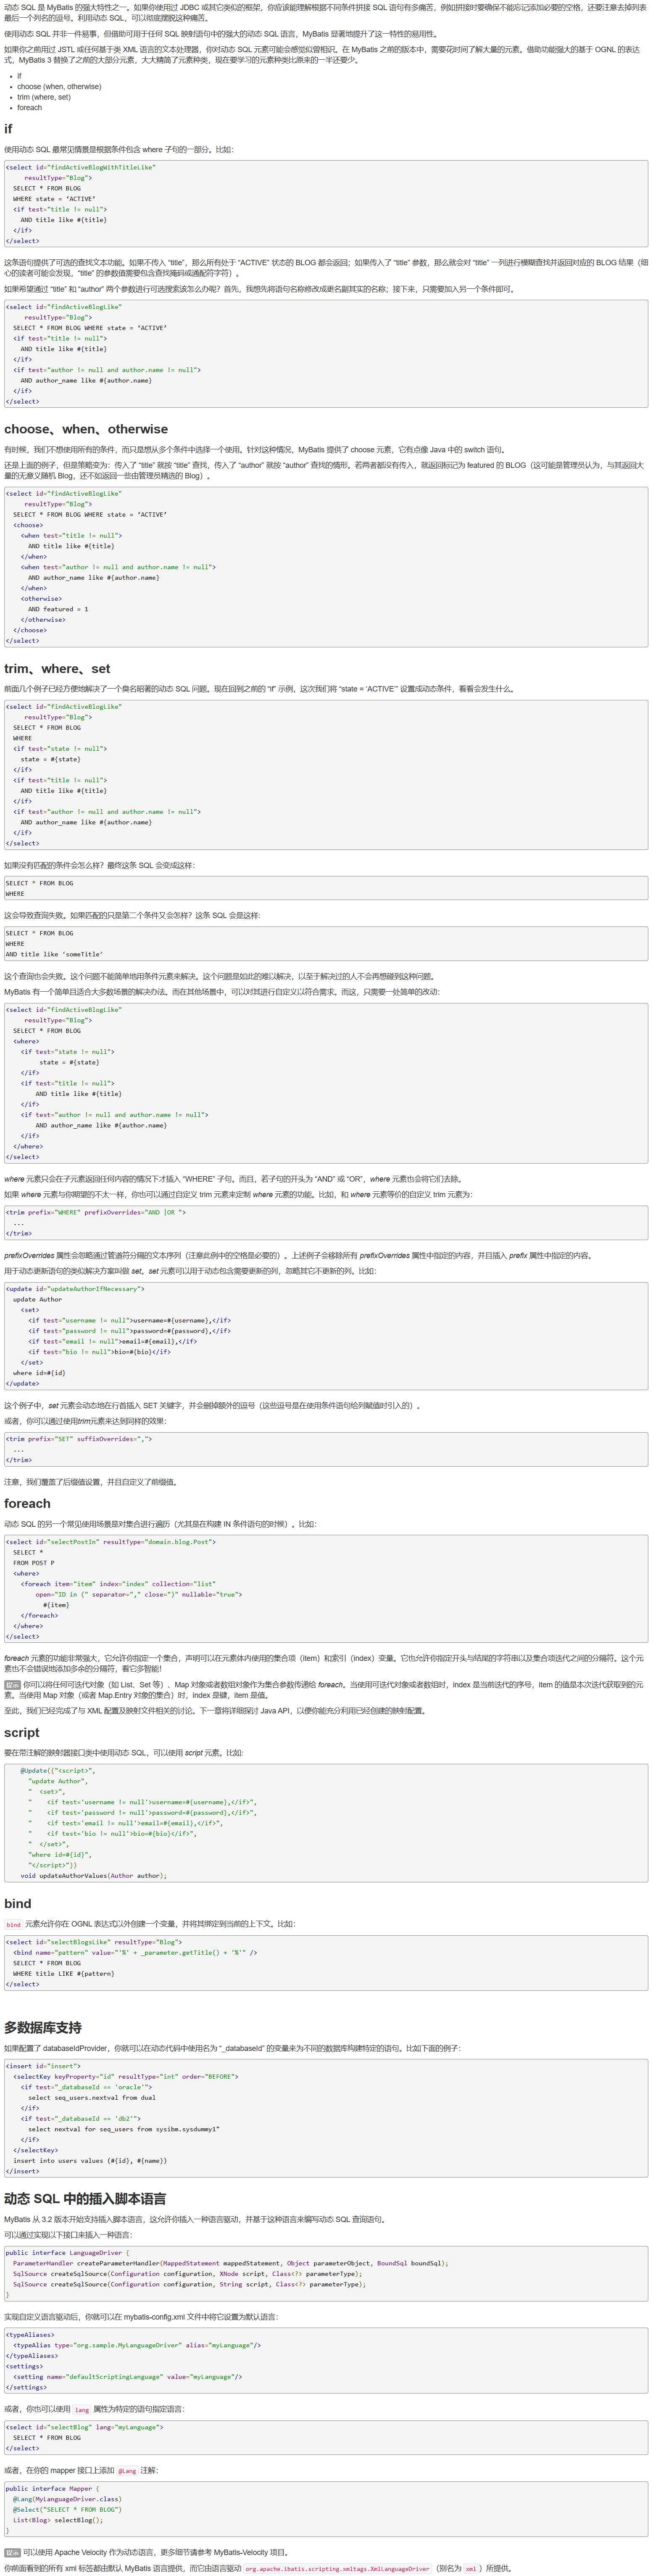 动态 SQL 是 MyBatis 的强大特性之一。如果你使用过 JDBC 或其它类似的框架，你应该能理解根据不同条件拼接 SQL 语句有多痛苦，例如拼接时要确保不能忘记添加必要的空格，还要注意去掉列表
最后一个列名的逗号。利用动态 SQL，可以彻底摆脱这种痛苦。
使用动态 SQL 并非一件易事，但借助可用于任何 SQL 映射语句中的强大的动态 SQL 语言，MyBatis 显著地提升了这一特性的易用性。
如果你之前用过 JSTL 或任何基于类 XML 语言的文本处理器，你对动态 SQL 元素可能会感觉似曾相识。在 MyBatis 之前的版本中，需要花时间了解大量的元素。借助功能强大的基于 OGNL 的表达
式，MyBatis 3 替换了之前的大部分元素，大大精简了元素种类，现在要学习的元素种类比原来的一半还要少。
if
choose (when, otherwise)
trim (where, set)
foreach
if
使用动态 SQL 最常见情景是根据条件包含 where 子句的一部分。比如：
<select id="findActiveBlogWithTitleLike"
     resultType="Blog">
  SELECT * FROM BLOG
  WHERE state = ‘ACTIVE’
  <if test="title != null">
    AND title like #{title}
  </if>
</select>
这条语句提供了可选的查找文本功能。如果不传入 “title”，那么所有处于 “ACTIVE” 状态的 BLOG 都会返回；如果传入了 “title” 参数，那么就会对 “title” 一列进行模糊查找并返回对应的 BLOG 结果（细
心的读者可能会发现，“title” 的参数值需要包含查找掩码或通配符字符）。
如果希望通过 “title” 和 “author” 两个参数进行可选搜索该怎么办呢？首先，我想先将语句名称修改成更名副其实的名称；接下来，只需要加入另一个条件即可。
<select id="findActiveBlogLike"
     resultType="Blog">
  SELECT * FROM BLOG WHERE state = ‘ACTIVE’
  <if test="title != null">
    AND title like #{title}
  </if>
  <if test="author != null and author.name != null">
    AND author_name like #{author.name}
  </if>
</select>
choose、when、otherwise
有时候，我们不想使用所有的条件，而只是想从多个条件中选择一个使用。针对这种情况，MyBatis 提供了 choose 元素，它有点像 Java 中的 switch 语句。
还是上面的例子，但是策略变为：传入了 “title” 就按 “title” 查找，传入了 “author” 就按 “author” 查找的情形。若两者都没有传入，就返回标记为 featured 的 BLOG（这可能是管理员认为，与其返回大
量的无意义随机 Blog，还不如返回一些由管理员精选的 Blog）。
<select id="findActiveBlogLike"
     resultType="Blog">
  SELECT * FROM BLOG WHERE state = ‘ACTIVE’
  <choose>
    <when test="title != null">
      AND title like #{title}
    </when>
    <when test="author != null and author.name != null">
      AND author_name like #{author.name}
    </when>
    <otherwise>
      AND featured = 1
    </otherwise>
  </choose>
</select>
trim、where、set
前面几个例子已经方便地解决了一个臭名昭著的动态 SQL 问题。现在回到之前的 “if” 示例，这次我们将 “state = ‘ACTIVE’” 设置成动态条件，看看会发生什么。
<select id="findActiveBlogLike"
     resultType="Blog">
  SELECT * FROM BLOG
  WHERE
  <if test="state != null">
    state = #{state}
  </if>
  <if test="title != null">
    AND title like #{title}
  </if>
  <if test="author != null and author.name != null">
    AND author_name like #{author.name}
  </if>
</select>
如果没有匹配的条件会怎么样？最终这条 SQL 会变成这样：
SELECT * FROM BLOG
WHERE
这会导致查询失败。如果匹配的只是第二个条件又会怎样？这条 SQL 会是这样:
SELECT * FROM BLOG
WHERE
AND title like ‘someTitle’
这个查询也会失败。这个问题不能简单地用条件元素来解决。这个问题是如此的难以解决，以至于解决过的人不会再想碰到这种问题。
MyBatis 有一个简单且适合大多数场景的解决办法。而在其他场景中，可以对其进行自定义以符合需求。而这，只需要一处简单的改动：
<select id="findActiveBlogLike"
     resultType="Blog">
  SELECT * FROM BLOG
  <where>
    <if test="state != null">
         state = #{state}
    </if>
    <if test="title != null">
        AND title like #{title}
    </if>
    <if test="author != null and author.name != null">
        AND author_name like #{author.name}
    </if>
  </where>
</select>
where 元素只会在子元素返回任何内容的情况下才插入 “WHERE” 子句。而且，若子句的开头为 “AND” 或 “OR”，where 元素也会将它们去除。
如果 where 元素与你期望的不太一样，你也可以通过自定义 trim 元素来定制 where 元素的功能。比如，和 where 元素等价的自定义 trim 元素为：
<trim prefix="WHERE" prefixOverrides="AND |OR ">
  ...
</trim>
prefixOverrides 属性会忽略通过管道符分隔的文本序列（注意此例中的空格是必要的）。上述例子会移除所有 prefixOverrides 属性中指定的内容，并且插入 prefix 属性中指定的内容。
用于动态更新语句的类似解决方案叫做 set。set 元素可以用于动态包含需要更新的列，忽略其它不更新的列。比如：
<update id="updateAuthorIfNecessary">
  update Author
    <set>
      <if test="username != null">username=#{username},</if>
      <if test="password != null">password=#{password},</if>
      <if test="email != null">email=#{email},</if>
      <if test="bio != null">bio=#{bio}</if>
    </set>
  where id=#{id}
</update>
这个例子中，set 元素会动态地在行首插入 SET 关键字，并会删掉额外的逗号（这些逗号是在使用条件语句给列赋值时引入的）。
或者，你可以通过使用trim元素来达到同样的效果：
<trim prefix="SET" suffixOverrides=",">
  ...
</trim>
注意，我们覆盖了后缀值设置，并且自定义了前缀值。
foreach
动态 SQL 的另一个常见使用场景是对集合进行遍历（尤其是在构建 IN 条件语句的时候）。比如：
<select id="selectPostIn" resultType="domain.blog.Post">
  SELECT *
  FROM POST P
  <where>
    <foreach item="item" index="index" collection="list"
        open="ID in (" separator="," close=")" nullable="true">
          #{item}
    </foreach>
  </where>
</select>
foreach 元素的功能非常强大，它允许你指定一个集合，声明可以在元素体内使用的集合项（item）和索引（index）变量。它也允许你指定开头与结尾的字符串以及集合项迭代之间的分隔符。这个元
素也不会错误地添加多余的分隔符，看它多智能！
提示 你可以将任何可迭代对象（如 List、Set 等）、Map 对象或者数组对象作为集合参数传递给 foreach。当使用可迭代对象或者数组时，index 是当前迭代的序号，item 的值是本次迭代获取到的元
素。当使用 Map 对象（或者 Map.Entry 对象的集合）时，index 是键，item 是值。
至此，我们已经完成了与 XML 配置及映射文件相关的讨论。下一章将详细探讨 Java API，以便你能充分利用已经创建的映射配置。
script
要在带注解的映射器接口类中使用动态 SQL，可以使用 script 元素。比如:
    @Update({"<script>",
      "update Author",
      "  <set>",
      "    <if test='username != null'>username=#{username},</if>",
      "    <if test='password != null'>password=#{password},</if>",
      "    <if test='email != null'>email=#{email},</if>",
      "    <if test='bio != null'>bio=#{bio}</if>",
      "  </set>",
      "where id=#{id}",
      "</script>"})
    void updateAuthorValues(Author author);
bind
bind 元素允许你在 OGNL 表达式以外创建一个变量，并将其绑定到当前的上下文。比如：
<select id="selectBlogsLike" resultType="Blog">
  <bind name="pattern" value="'%' + _parameter.getTitle() + '%'" />
  SELECT * FROM BLOG
  WHERE title LIKE #{pattern}
</select>
多数据库支持
如果配置了 databaseIdProvider，你就可以在动态代码中使用名为 “_databaseId” 的变量来为不同的数据库构建特定的语句。比如下面的例子：
<insert id="insert">
  <selectKey keyProperty="id" resultType="int" order="BEFORE">
    <if test="_databaseId == 'oracle'">
      select seq_users.nextval from dual
    </if>
    <if test="_databaseId == 'db2'">
      select nextval for seq_users from sysibm.sysdummy1"
    </if>
  </selectKey>
  insert into users values (#{id}, #{name})
</insert>
动态 SQL 中的插入脚本语言
MyBatis 从 3.2 版本开始支持插入脚本语言，这允许你插入一种语言驱动，并基于这种语言来编写动态 SQL 查询语句。
可以通过实现以下接口来插入一种语言：
public interface LanguageDriver {
  ParameterHandler createParameterHandler(MappedStatement mappedStatement, Object parameterObject, BoundSql boundSql);
  SqlSource createSqlSource(Configuration configuration, XNode script, Class<?> parameterType);
  SqlSource createSqlSource(Configuration configuration, String script, Class<?> parameterType);
}
实现自定义语言驱动后，你就可以在 mybatis-config.xml 文件中将它设置为默认语言：
<typeAliases>
  <typeAlias type="org.sample.MyLanguageDriver" alias="myLanguage"/>
</typeAliases>
<settings>
  <setting name="defaultScriptingLanguage" value="myLanguage"/>
</settings>
或者，你也可以使用 lang 属性为特定的语句指定语言：
<select id="selectBlog" lang="myLanguage">
  SELECT * FROM BLOG
</select>
或者，在你的 mapper 接口上添加 @Lang 注解：
public interface Mapper {
  @Lang(MyLanguageDriver.class)
  @Select("SELECT * FROM BLOG")
  List<Blog> selectBlog();
}
提示 可以使用 Apache Velocity 作为动态语言，更多细节请参考 MyBatis-Velocity 项目。
你前面看到的所有 xml 标签都由默认 MyBatis 语言提供，而它由语言驱动 org.apache.ibatis.scripting.xmltags.XmlLanguageDriver（别名为 xml ）所提供。